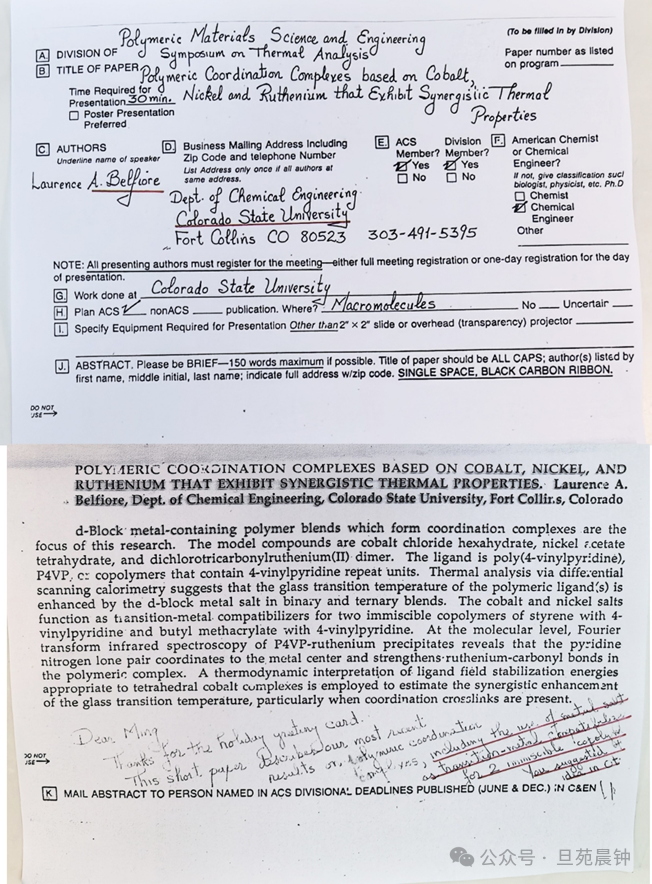 Polymeric Materials Science and Engineering
(To be filled in by Division)
A DIVISION OF Symposium on Thermal Analysis
Paper number as listed on program
B TITLE OF PAPER Polymeric Coordination Complexes based on Cobalt,
Time Required for Presentation 30 min. Nickel and Ruthenium that Exhibit Synergistic Thermal
Properties
Poster Presentation Preferred
C AUTHORS
Underline name of speaker
Laurence A. Belfiore
D Business Mailing Address Including
Zip Code and telephone Number
List Address only once if all authors at
same address.
Dept. of Chemical Engineering
Colorado State University
Fort Collins CO 80523 303-491-5395
E ACS Member?
Yes
No
Division Member?
Yes
No
F American Chemist
or Chemical
Engineer?
If not, give classification such
biologist, physicist, etc. Ph.D
Chemist
Chemical
Engineer
Other
NOTE: All presenting authors must register for the meeting—either full meeting registration or one-day registration for the day
of presentation.
G Work done at Colorado State University
H Plan ACS nonACS publication. Where? Macromolecules No Uncertain
I Specify Equipment Required for Presentation Other than 2" × 2" slide or overhead (transparency) projector
J ABSTRACT. Please be BRIEF—150 words maximum if possible. Title of paper should be ALL CAPS; author(s) listed by
first name, middle initial, last name; indicate full address w/zip code. SINGLE SPACE, BLACK CARBON RIBBON.
DO NOT
USE
POLYMERIC COORDINATION COMPLEXES BASED ON COBALT, NICKEL, AND
RUTHENIUM THAT EXHIBIT SYNERGISTIC THERMAL PROPERTIES. Laurence A.
Belfiore, Dept. of Chemical Engineering, Colorado State University, Fort Collins, Colorado
d-Block metal-containing polymer blends which form coordination complexes are the
focus of this research. The model compounds are cobalt chloride hexahydrate, nickel acetate
tetrahydrate, and dichlorotricarbonylruthenium(II) dimer. The ligand is poly(4-vinylpyridine),
P4VP, or copolymers that contain 4-vinylpyridine repeat units. Thermal analysis via differential
scanning calorimetry suggests that the glass transition temperature of the polymeric ligand(s) is
enhanced by the d-block metal salt in binary and ternary blends. The cobalt and nickel salts
function as transition-metal compatibilizers for two immiscible copolymers of styrene with 4-
vinylpyridine and butyl methacrylate with 4-vinylpyridine. At the molecular level, Fourier
transform infrared spectroscopy of P4VP-ruthenium precipitates reveals that the pyridine
nitrogen lone pair coordinates to the metal center and strengthens ruthenium-carbonyl bonds in
the polymeric complex. A thermodynamic interpretation of ligand field stabilization energies
appropriate to tetrahedral cobalt complexes is employed to estimate the synergistic enhancement
of the glass transition temperature, particularly when coordination crosslinks are present.
Dear Ming
Thanks for the holiday greeting card.
This short paper describes our most recent
results on polymeric coordination
complexes, including the use of metal salt
as transition-metal compatibilizers
for 2 immiscible copolymers
You suggested
idea in
DO NOT
USE
K MAIL ABSTRACT TO PERSON NAMED IN ACS DIVISIONAL DEADLINES PUBLISHED (JUNE & DEC.) IN C&EN
公众号 · 旦苑晨钟